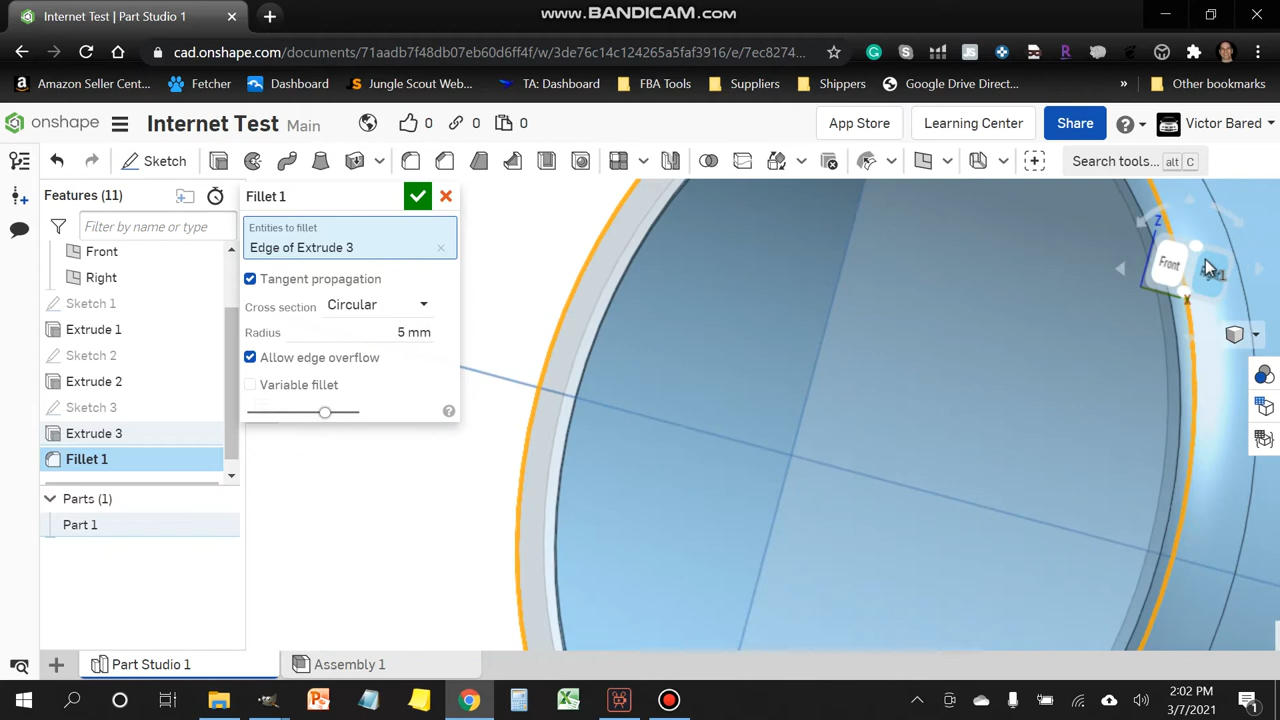 www.BANDICAM.com
Internet Test | Part Studio 1
cad.onshape.com/documents/71aadb7f48db07eb60d6ff4f/w/3de76c14c124265a5faf3916/e/7ec8274...
Amazon Seller Cent...
Fetcher
Dashboard
Jungle Scout Web...
TA: Dashboard
FBA Tools
Suppliers
Shippers
Google Drive Direct...
»
Other bookmarks
onshape
Internet Test Main
0
0
0
App Store
Learning Center
Share
Victor Bared
Sketch
Search tools... alt C
Features (11)
Filter by name or type
Front
Right
Sketch 1
Extrude 1
Sketch 2
Extrude 2
Sketch 3
Extrude 3
Fillet 1
Parts (1)
Part 1
Fillet 1
Entities to fillet
Edge of Extrude 3
Tangent propagation
Cross section Circular
Radius 5 mm
Allow edge overflow
Variable fillet
Z
Front
X
Part Studio 1
Assembly 1
2:02 PM
3/7/2021
1